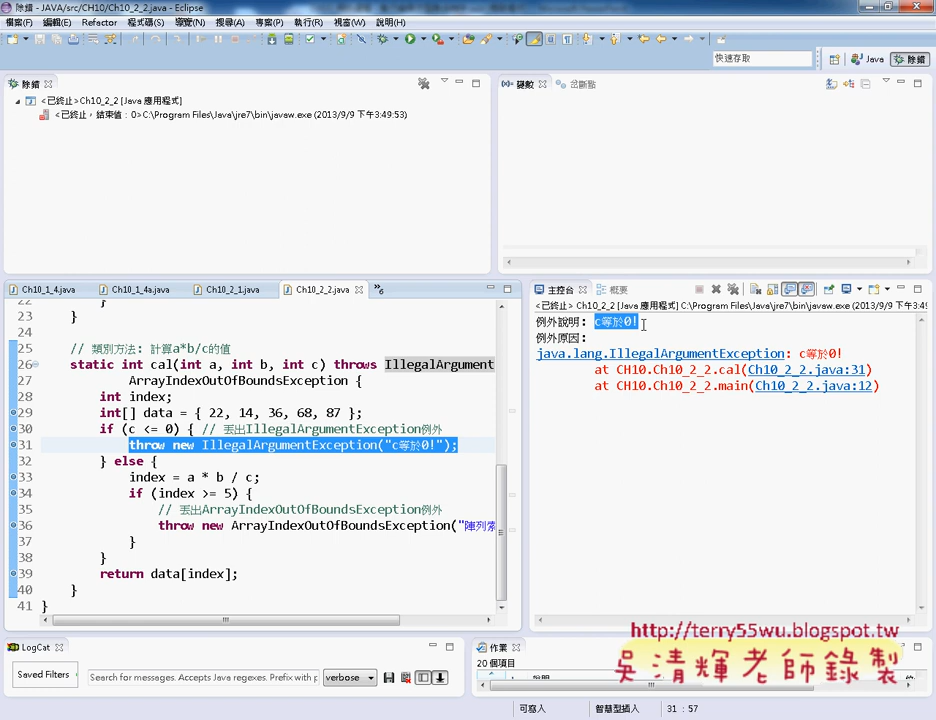 除錯 - JAVA/src/CH10/Ch10_2_2.java - Eclipse
檔案(F) 編輯(E) Refactor 程式碼(S) 導覽(N) 搜尋(A) 專案(P) 執行(R) 視窗(W) 說明(H)
快速存取
Java 除錯
除錯
<已終止>Ch10_2_2 [Java 應用程式]
<已終止，結束值：0>C:\Program Files\Java\jre7\bin\javaw.exe (2013/9/9 下午3:49:53)
變數 岔斷點
Ch10_1_4.java Ch10_1_4a.java Ch10_2_1.java Ch10_2_2.java »6
22 }
23 }
24
25 // 類別方法: 計算a*b/c的值
26 static int cal(int a, int b, int c) throws IllegalArgument
27 ArrayIndexOutOfBoundsException {
28 int index;
29 int[] data = { 22, 14, 36, 68, 87 };
30 if (c <= 0) { // 丟出IllegalArgumentException例外
31 throw new IllegalArgumentException("c等於0!");
32 } else {
33 index = a * b / c;
34 if (index >= 5) {
35 // 丟出ArrayIndexOutOfBoundsException例外
36 throw new ArrayIndexOutOfBoundsException("陣列索
37 }
38 }
39 return data[index];
40 }
41 }
主控台 概要
<已終止> Ch10_2_2 [Java 應用程式] C:\Program Files\Java\jre7\bin\javaw.exe (2013/9/9 下午3:49
例外說明: c等於0!
例外原因:
java.lang.IllegalArgumentException: c等於0!
at CH10.Ch10_2_2.cal(Ch10_2_2.java:31)
at CH10.Ch10_2_2.main(Ch10_2_2.java:12)
LogCat
Saved Filters
Search for messages. Accepts Java regexes. Prefix with p
verbose
作業
20 個項目
說明
http://terry55wu.blogspot.tw
吳清輝老師錄製
可寫入 智慧型插入 31 : 57